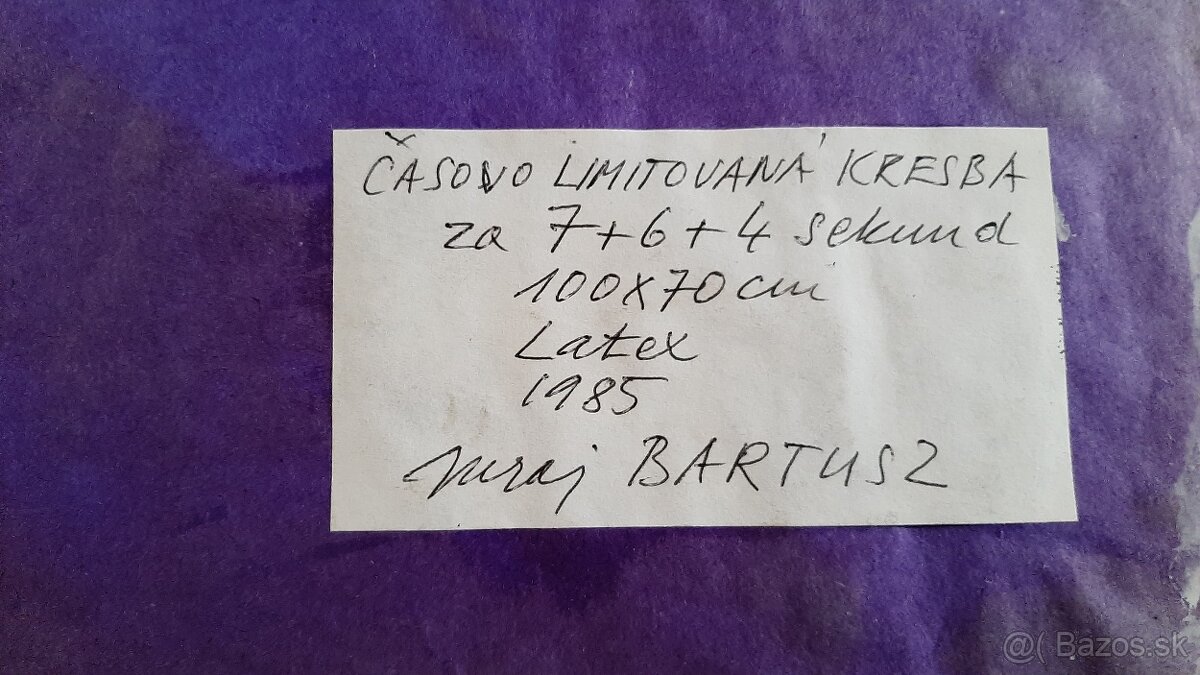 ČASOVO LIMITOVANÁ KRESBA
za 7+6+4 sekund
100x70cm
Latex
1985
Juraj BARTUSZ
@( Bazos.sk